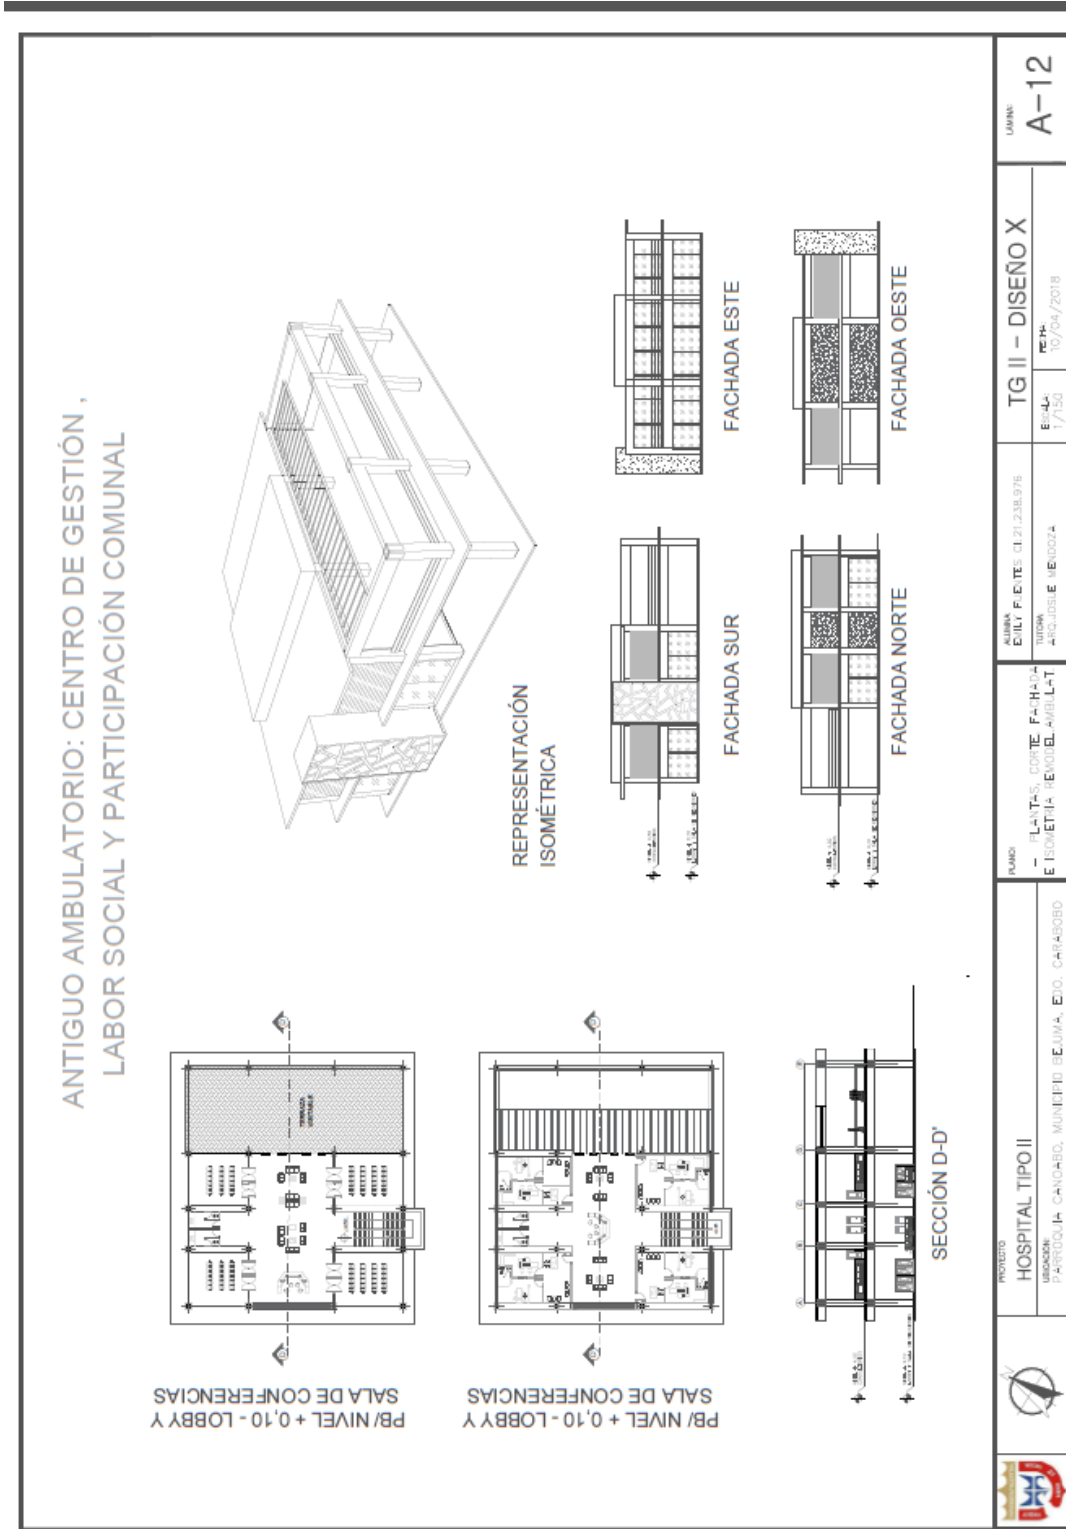 ANTIGUO AMBULATORIO: CENTRO DE GESTIÓN ,
LABOR SOCIAL Y PARTICIPACIÓN COMUNAL
PB/ NIVEL + 0,10 - LOBBY Y
SALA DE CONFERENCIAS
TERRAZA
PB/ NIVEL + 0,10 - LOBBY Y
SALA DE CONFERENCIAS
SECCIÓN D-D'
REPRESENTACIÓN
ISOMÉTRICA
FACHADA SUR
FACHADA ESTE
FACHADA NORTE
FACHADA OESTE
PROYECTO:
HOSPITAL TIPO II
UBICACION:
PARROQUIA CANOABO, MUNICIPIO BEJUMA, EDO. CARABOBO
PLANO:
- PLANTAS, CORTE, FACHADA
E ISOMETRIA REMODEL. AMBULAT.
ALUMNA:
EMILY FUENTES CI.21.238.976
TUTORA:
ARQ.JOSUE MENDOZA
TG II - DISEÑO X
ESCALA:
1/150
FECHA:
10/04/2018
LAMINA:
A-12